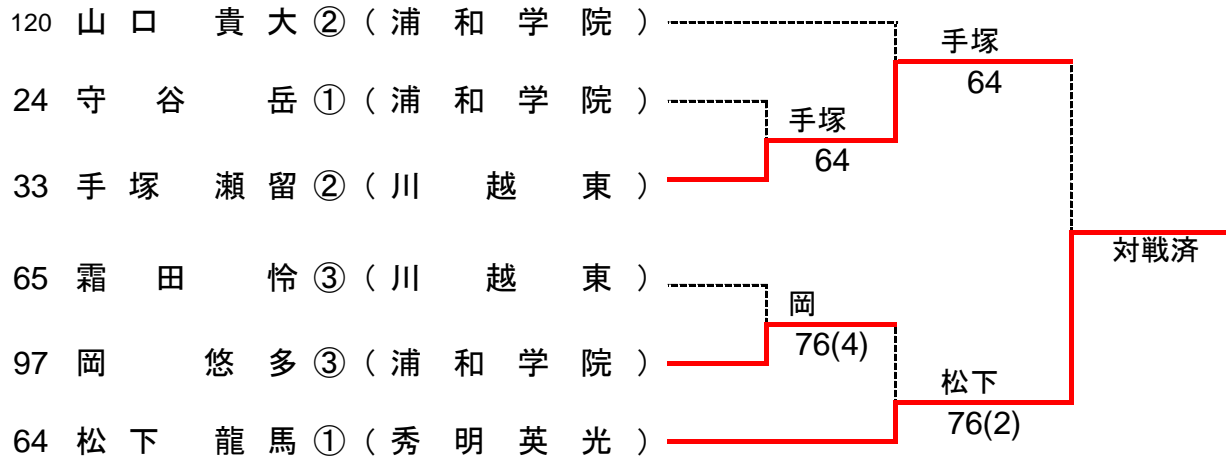 120 山口 貴大 ② (浦和学院)
手塚
64
24 守谷 岳 ① (浦和学院)
手塚
64
33 手塚 瀬留 ② (川越東)
対戦済
65 霜田 怜 ③ (川越東)
岡
76(4)
97 岡 悠多 ③ (浦和学院)
松下
76(2)
64 松下 龍馬 ① (秀明英光)